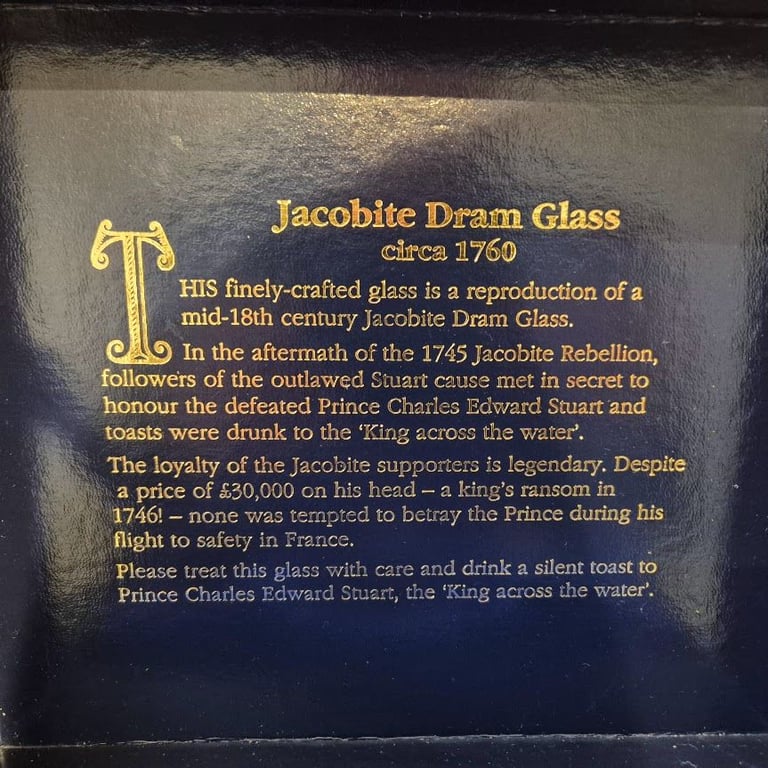 Jacobite Dram Glass
circa 1760
THIS finely-crafted glass is a reproduction of a
mid-18th century Jacobite Dram Glass.
In the aftermath of the 1745 Jacobite Rebellion,
followers of the outlawed Stuart cause met in secret to
honour the defeated Prince Charles Edward Stuart and
toasts were drunk to the ‘King across the water’.
The loyalty of the Jacobite supporters is legendary. Despite
a price of £30,000 on his head – a king's ransom in
1746! – none was tempted to betray the Prince during his
flight to safety in France.
Please treat this glass with care and drink a silent toast to
Prince Charles Edward Stuart, the ‘King across the water’.